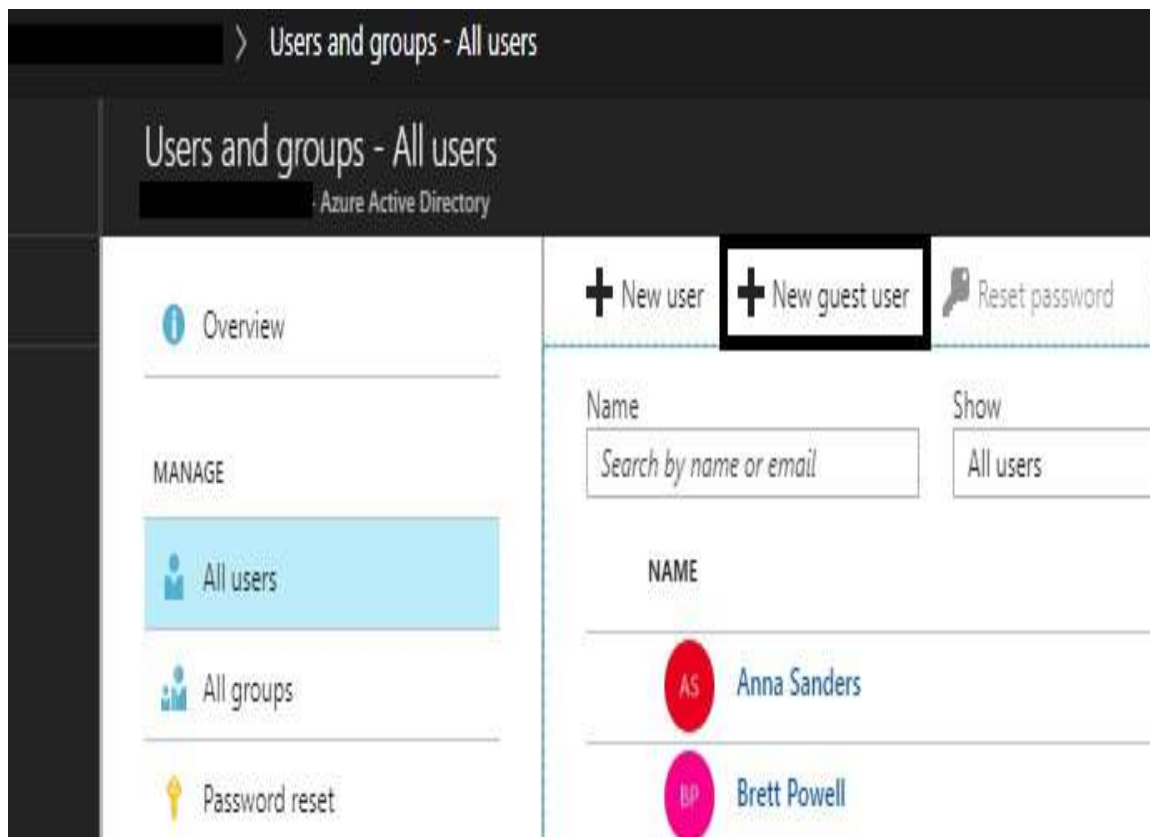 Users and groups - All users
Users and groups - All users
- Azure Active Directory
Overview
MANAGE
All users
All groups
Password reset
New user
New guest user
Reset password
Name
Show
Search by name or email
All users
NAME
AS Anna Sanders
BP Brett Powell